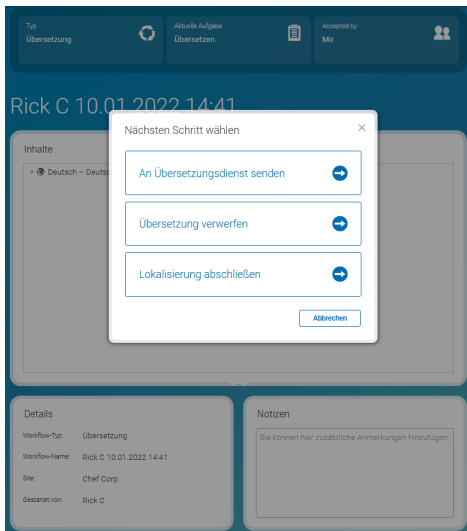 Typ
Übersetzung
Aktuelle Aufgabe
Übersetzen
Accepted by
Mir
Rick C 10.01.2022 14:41
Nächsten Schritt wählen
An Übersetzungsdienst senden
Übersetzung verwerfen
Lokalisierung abschließen
Abbrechen
Inhalte
Deutsch – Deutsc
Details
Workflow-Typ: Übersetzung
Workflow-Name: Rick C 10.01.2022 14:41
Site: Chef Corp.
Gestartet von: Rick C
Notizen
Sie können hier zusätzliche Anmerkungen hinzufügen.